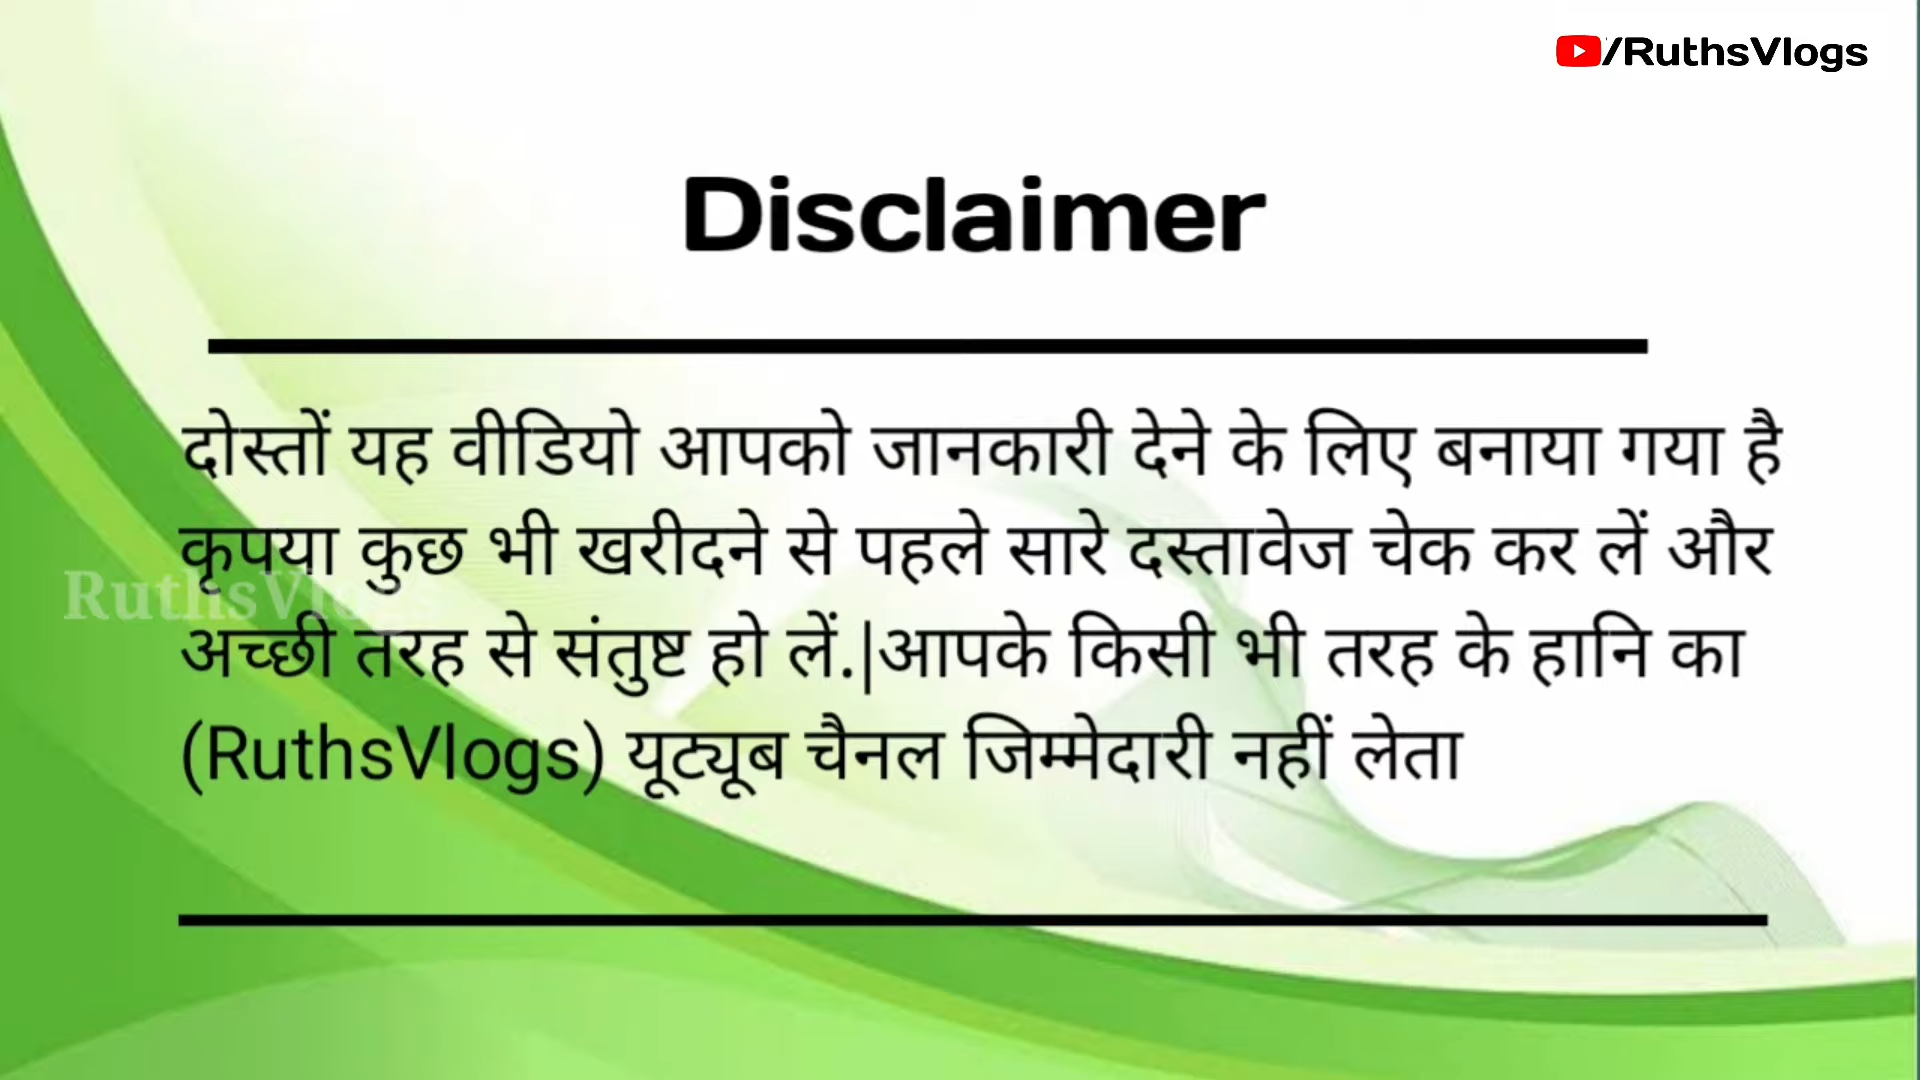 /RuthsVlogs
Disclaimer
दोस्तों यह वीडियो आपको जानकारी देने के लिए बनाया गया है
कृपया कुछ भी खरीदने से पहले सारे दस्तावेज चेक कर लें और
RuthsVlogs
अच्छी तरह से संतुष्ट हो लें.|आपके किसी भी तरह के हानि का
(RuthsVlogs) यूट्यूब चैनल जिम्मेदारी नहीं लेता